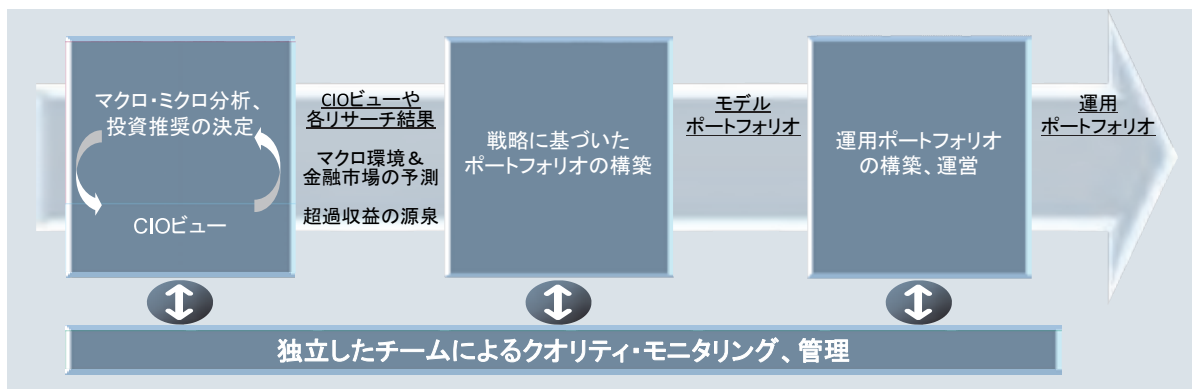 マクロ・ミクロ分析、
投資推奨の決定
CIOビュー
CIOビューや
各リサーチ結果
マクロ環境＆
金融市場の予測
超過収益の源泉
戦略に基づいた
ポートフォリオの構築
モデル
ポートフォリオ
運用ポートフォリオ
の構築、運営
運用
ポートフォリオ
独立したチームによるクオリティ・モニタリング、管理